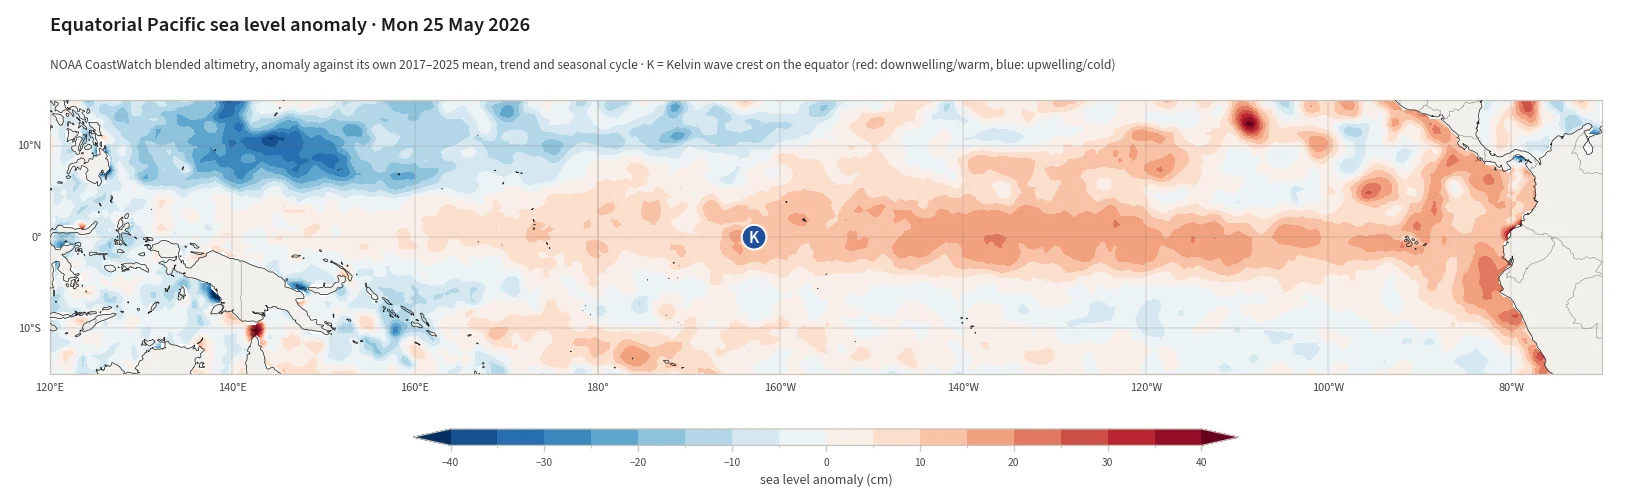 Equatorial Pacific sea level anomaly · Mon 25 May 2026
NOAA CoastWatch blended altimetry, anomaly against its own 2017–2025 mean, trend and seasonal cycle · K = Kelvin wave crest on the equator (red: downwelling/warm, blue: upwelling/cold)
10°N
0°
K
10°S
120°E 140°E 160°E 180° 160°W 140°W 120°W 100°W 80°W
−40 −30 −20 −10 0 10 20 30 40
sea level anomaly (cm)